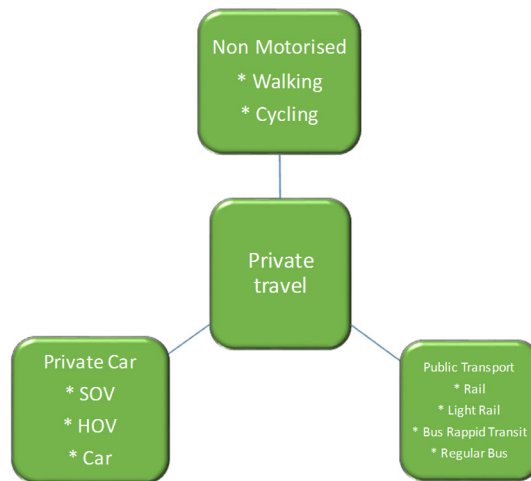 Non Motorised
* Walking
* Cycling
Private
travel
Private Car
* SOV
* HOV
* Car
Public Transport
* Rail
* Light Rail
* Bus Rappid Transit
* Regular Bus